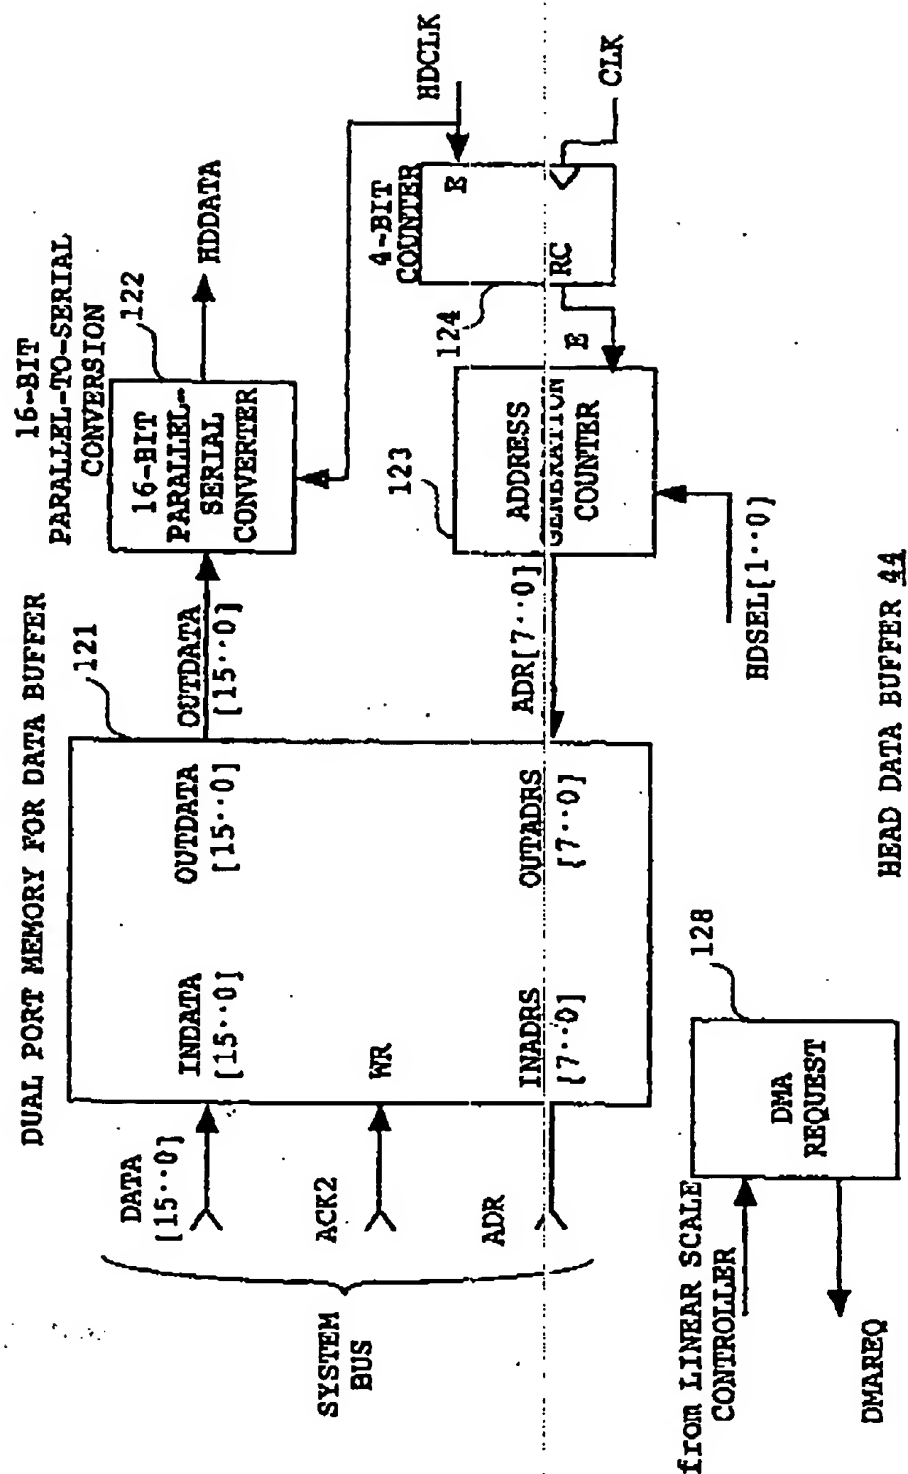 DUAL PORT MEMORY FOR DATA BUFFER
16-BIT
PARALLEL-TO-SERIAL
CONVERSION
121
122
DATA
[15··0]
INDATA
[15··0]
OUTDATA
[15··0]
OUTDATA
[15··0]
16-BIT
PARALLEL-
SERIAL
CONVERTER
HDDATA
ACK2
WR
SYSTEM
BUS
ADR
INADRS
[7··0]
OUTADRS
[7··0]
ADR[7··0]
123
ADDRESS
GENERATION
COUNTER
E
124
4-BIT
COUNTER
E
RC
HDCLK
CLK
HDSEL[1··0]
from LINEAR SCALE
CONTROLLER
DMAREQ
DMA
REQUEST
128
HEAD DATA BUFFER 44